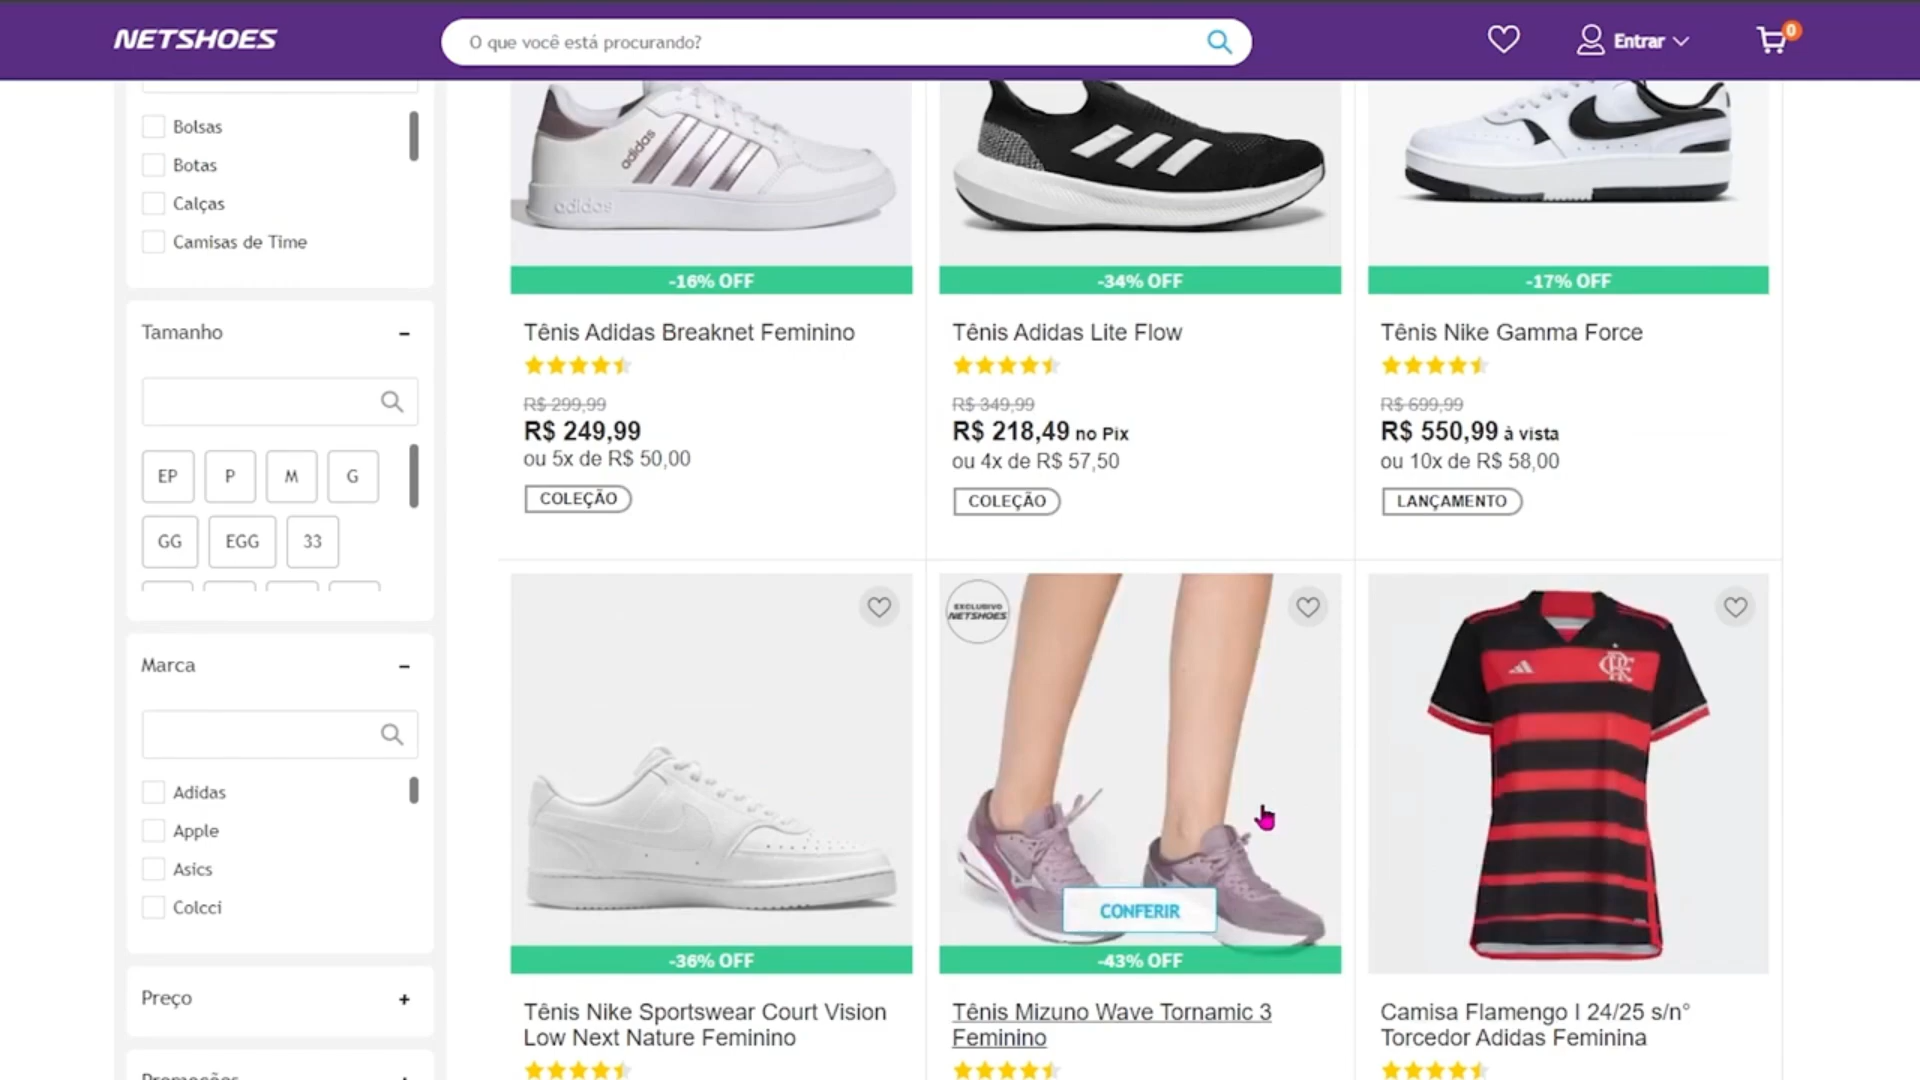 NETSHOES
O que você está procurando?
Entrar
0
Bolsas
Botas
Calças
Camisas de Time
Tamanho
EP
P
M
G
GG
EGG
33
Marca
Adidas
Apple
Asics
Colcci
Preço
Promoções
adidas
adidas
-16% OFF
Tênis Adidas Breaknet Feminino
R$ 299,99
R$ 249,99
ou 5x de R$ 50,00
COLEÇÃO
-34% OFF
Tênis Adidas Lite Flow
R$ 349,99
R$ 218,49 no Pix
ou 4x de R$ 57,50
COLEÇÃO
-17% OFF
Tênis Nike Gamma Force
R$ 699,99
R$ 550,99 à vista
ou 10x de R$ 58,00
LANÇAMENTO
-36% OFF
Tênis Nike Sportswear Court Vision
Low Next Nature Feminino
EXCLUSIVO
NETSHOES
CONFERIR
-43% OFF
Tênis Mizuno Wave Tornamic 3
Feminino
Camisa Flamengo I 24/25 s/n°
Torcedor Adidas Feminina